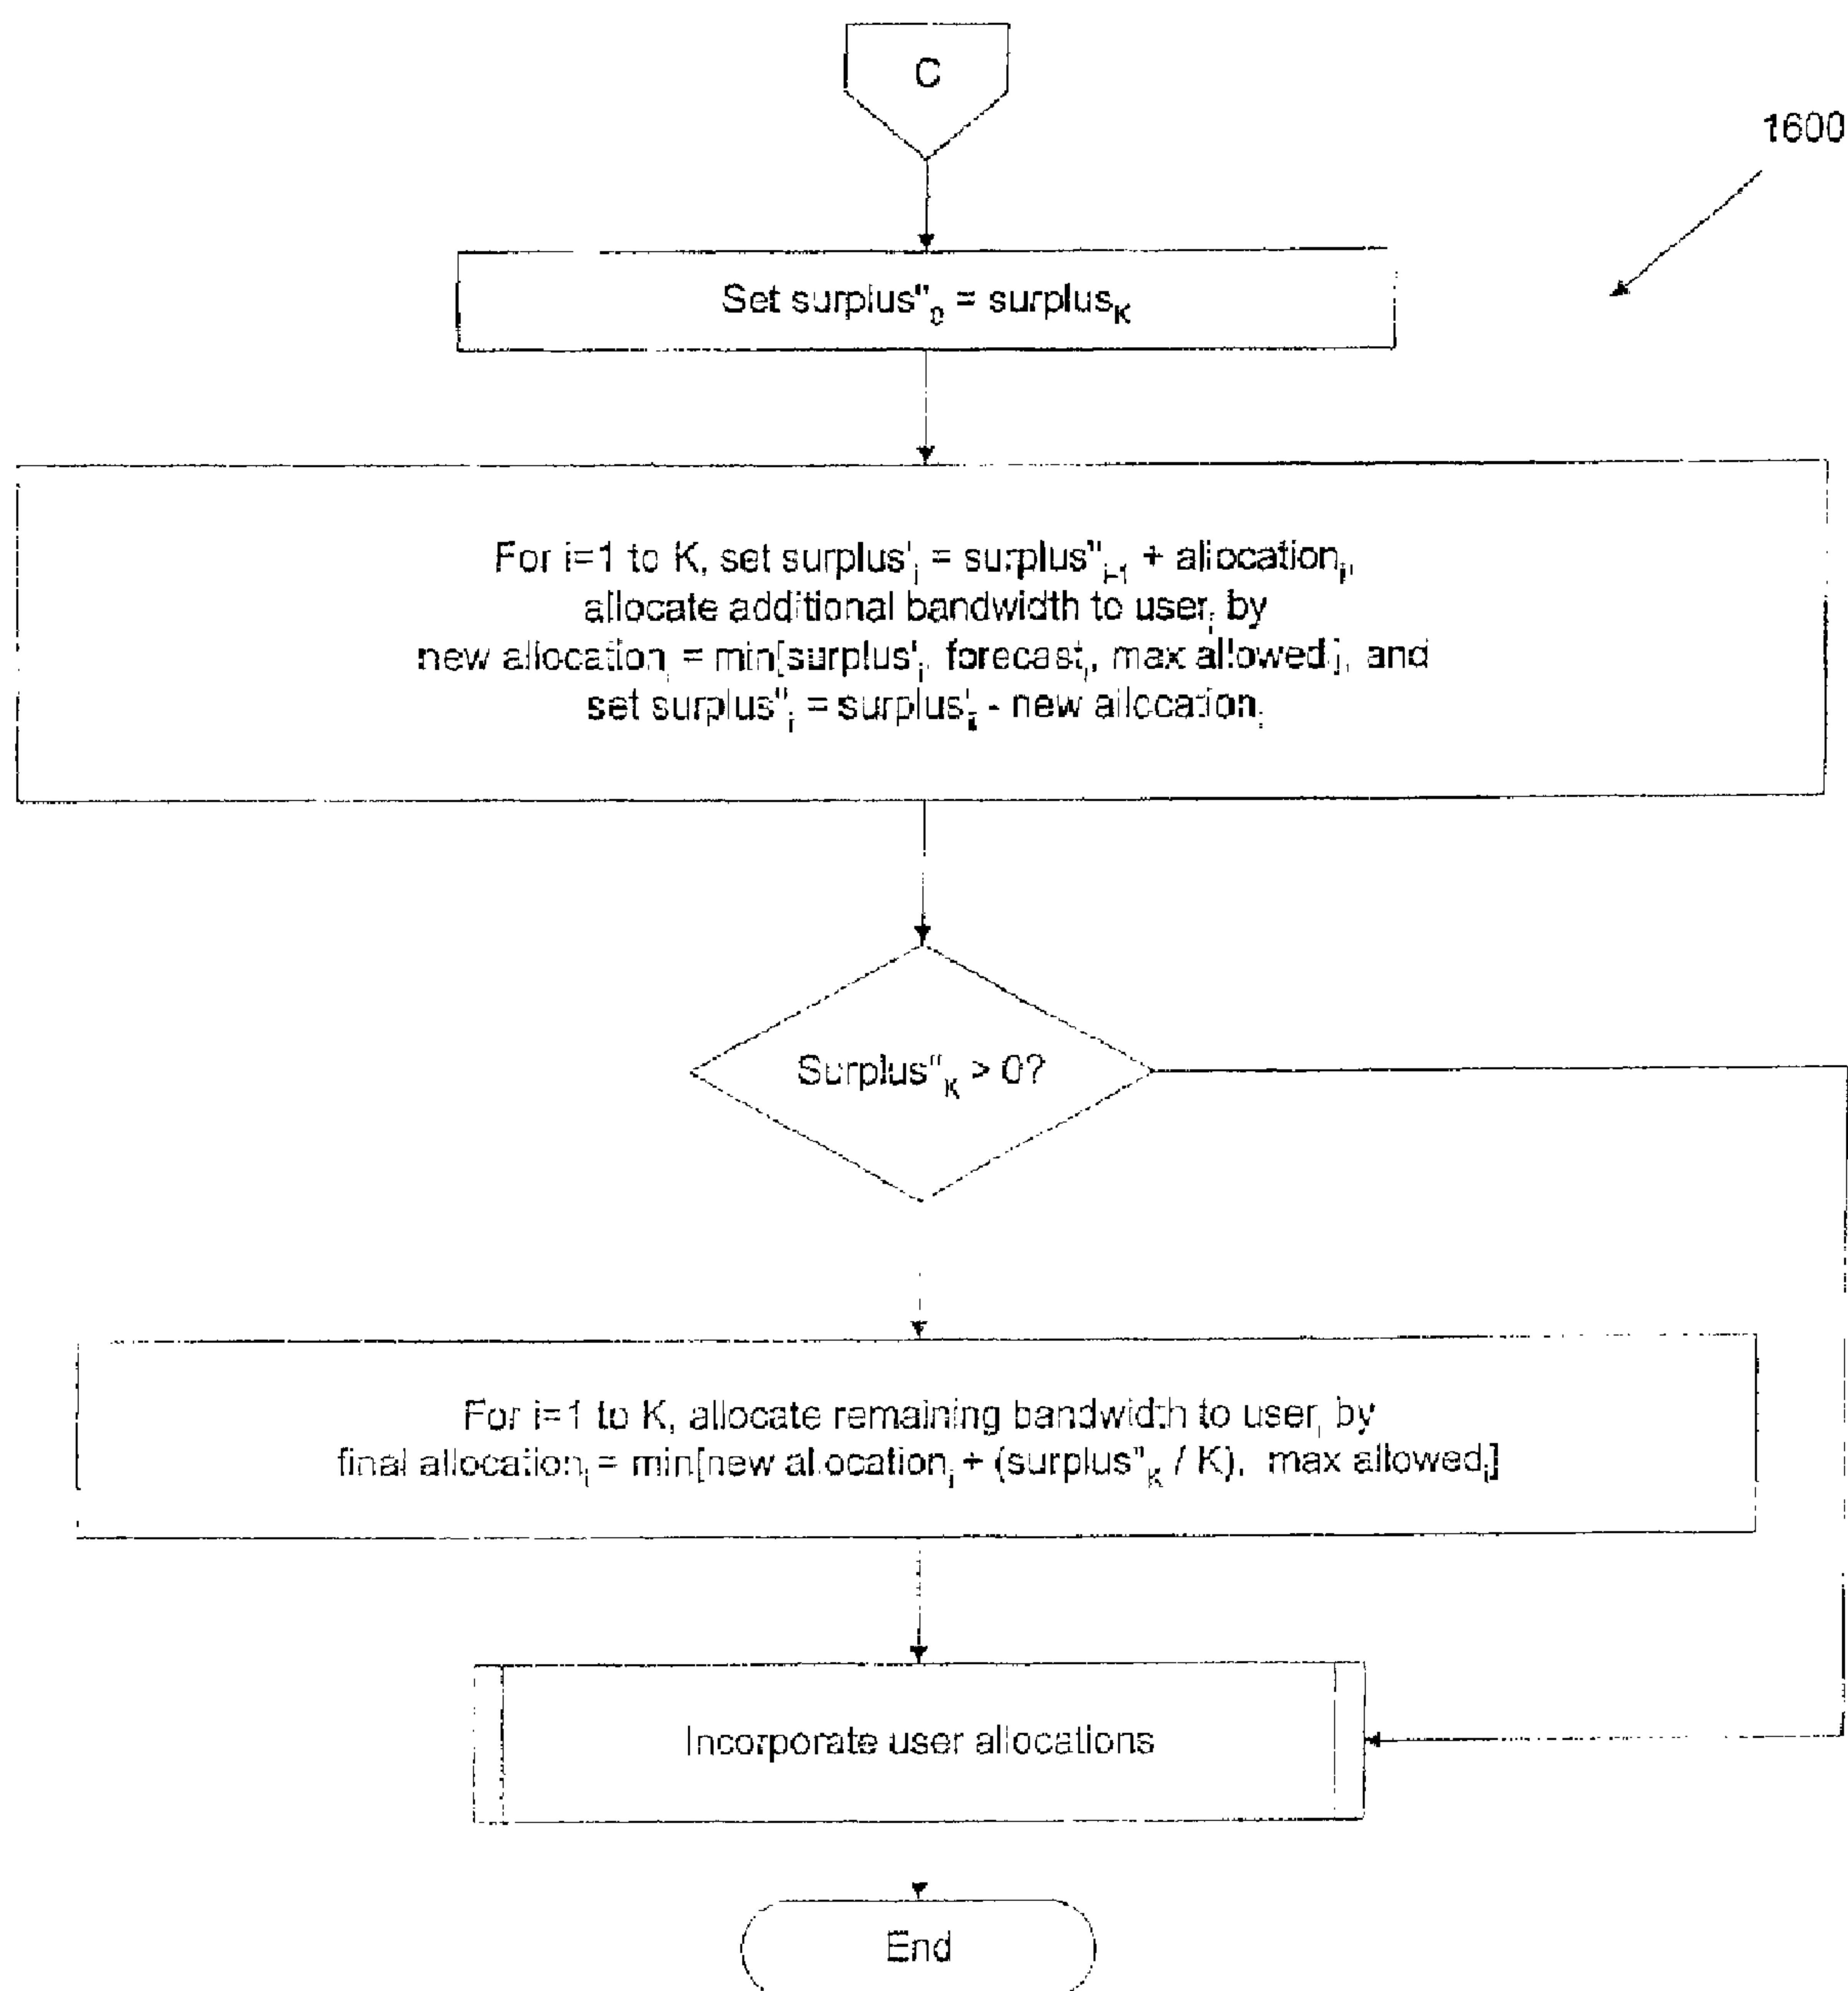 C
1600
Set surplus"₀ = surplusK
For i=1 to K, set surplus'ᵢ = surplus"ᵢ₋₁ + allocationᵢ,
allocate additional bandwidth to userᵢ by
new allocationᵢ = min[surplus'ᵢ, forecastᵢ, max allowedᵢ], and
set surplus"ᵢ = surplus'ᵢ - new allocationᵢ
Surplus"K > 0?
For i=1 to K, allocate remaining bandwidth to userᵢ by
final allocationᵢ = min[new allocationᵢ + (surplus"K / K), max allowedᵢ]
Incorporate user allocations
End